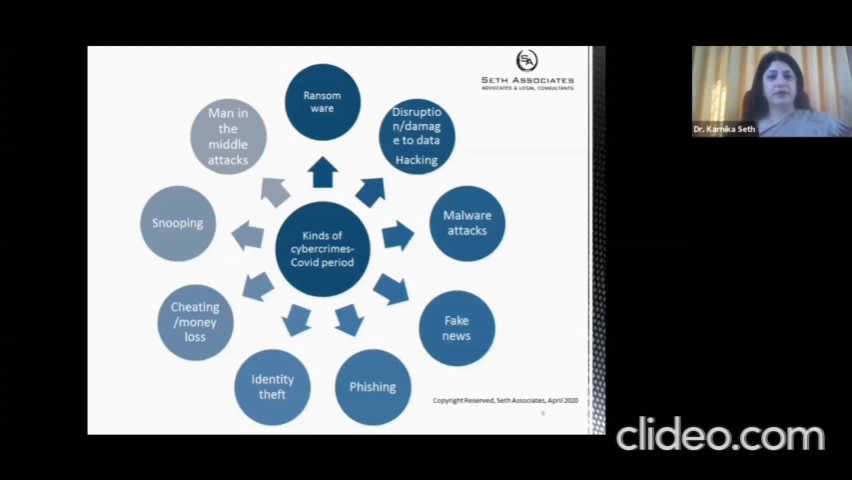 SA
SETH ASSOCIATES
ADVOCATES & LEGAL CONSULTANTS
Ransom
ware
Disruptio
n/damag
e to data
Hacking
Malware
attacks
Fake
news
Phishing
Identity
theft
Cheating
/money
loss
Snooping
Man in
the
middle
attacks
Kinds of
cybercrimes-
Covid period
Copyright Reserved, Seth Associates, April 2020
6
Dr. Karnika Seth
clideo.com